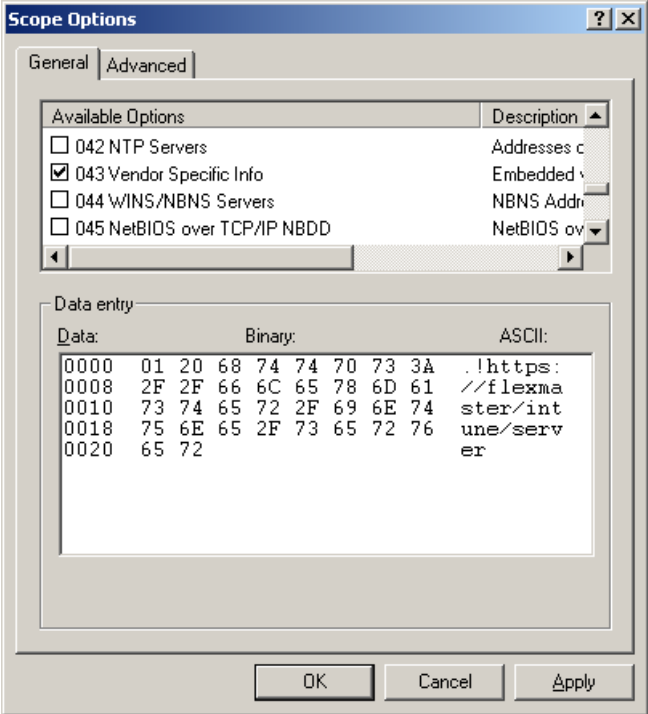 Scope Options
General Advanced
Available Options Description
042 NTP Servers Addresses c
043 Vendor Specific Info Embedded v
044 WINS/NBNS Servers NBNS Addre
045 NetBIOS over TCP/IP NBDD NetBIOS ov
Data entry
Data: Binary: ASCII:
0000 01 20 68 74 74 70 73 3A .!https:
0008 2F 2F 66 6C 65 78 6D 61 //flexma
0010 73 74 65 72 2F 69 6E 74 ster/int
0018 75 6E 65 2F 73 65 72 76 une/serv
0020 65 72 er
OK Cancel Apply